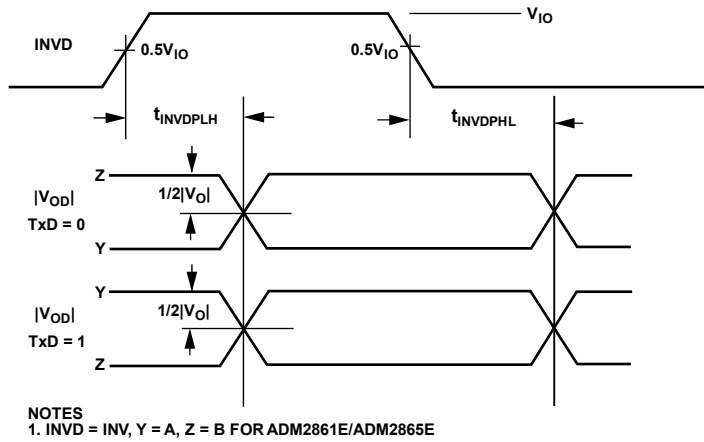 V_IO
INVD
0.5V_IO
0.5V_IO
t_INVDPLH
t_INVDPHL
Z
|V_OD|
TxD = 0
1/2|V_O|
Y
Y
|V_OD|
TxD = 1
1/2|V_O|
Z
NOTES
1. INVD = INV, Y = A, Z = B FOR ADM2861E/ADM2865E